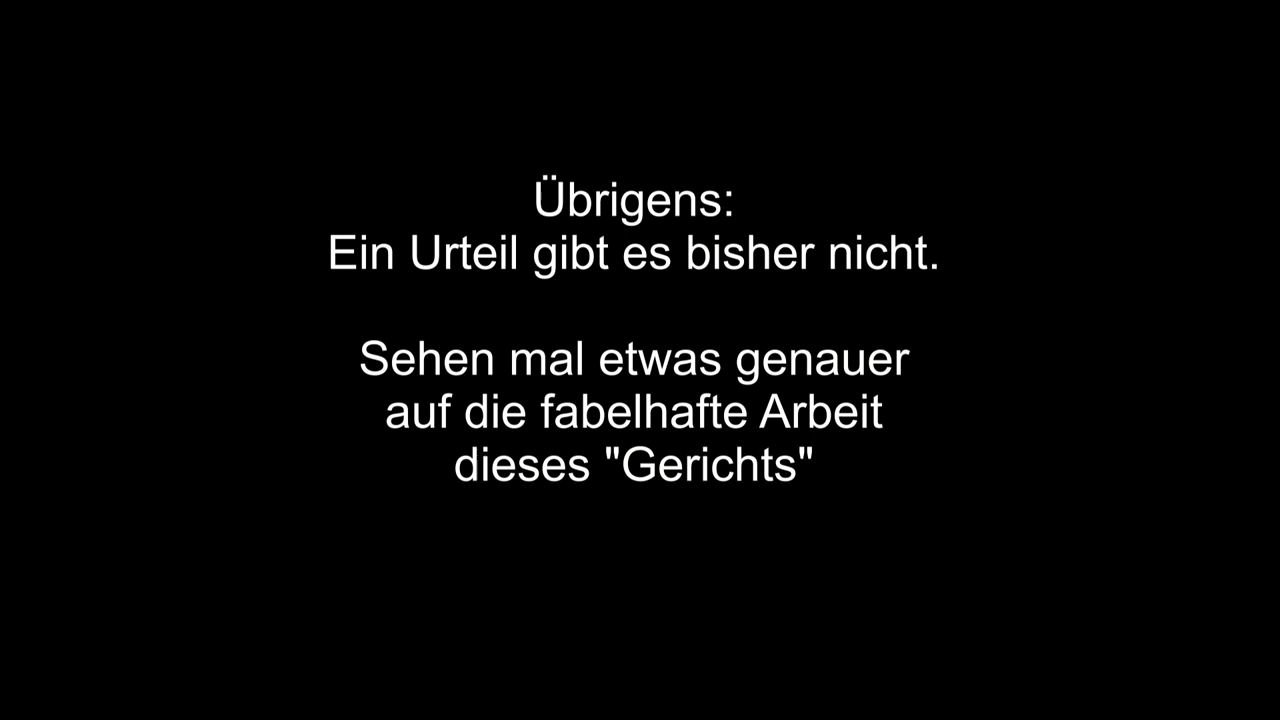 Übrigens:
Ein Urteil gibt es bisher nicht.
Sehen mal etwas genauer
auf die fabelhafte Arbeit
dieses "Gerichts"